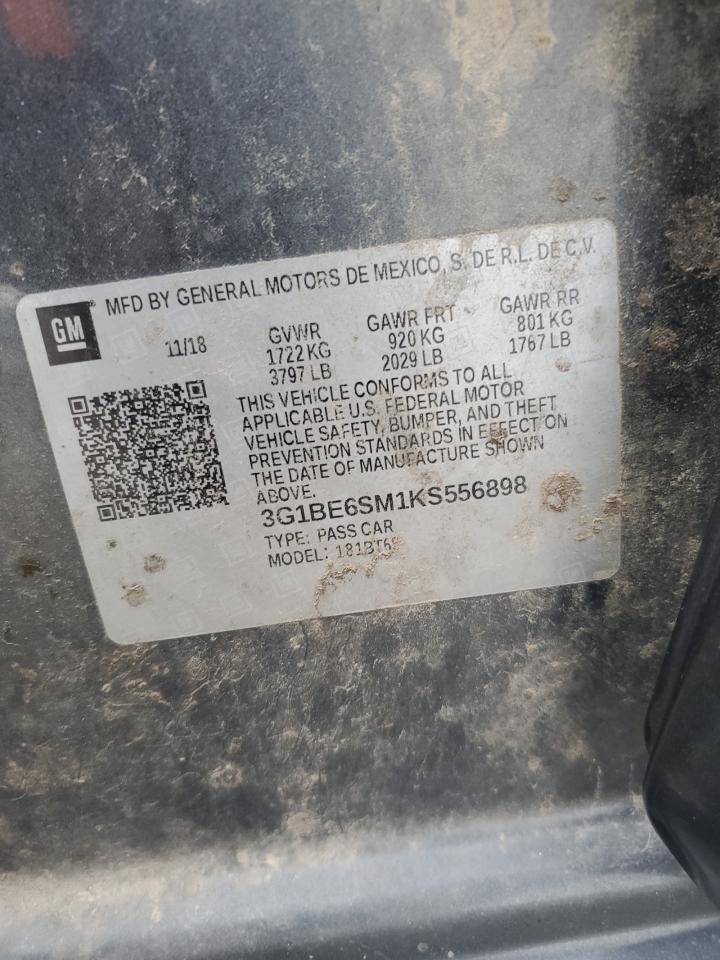 GM
MFD BY GENERAL MOTORS DE MEXICO, S. DE R.L. DE C.V.
11/18
GVWR
1722 KG
3797 LB
GAWR FRT
920 KG
2029 LB
GAWR RR
801 KG
1767 LB
THIS VEHICLE CONFORMS TO ALL
APPLICABLE U.S. FEDERAL MOTOR
VEHICLE SAFETY, BUMPER, AND THEFT
PREVENTION STANDARDS IN EFFECT ON
THE DATE OF MANUFACTURE SHOWN
ABOVE.
3G1BE6SM1KS556898
TYPE: PASS CAR
MODEL: